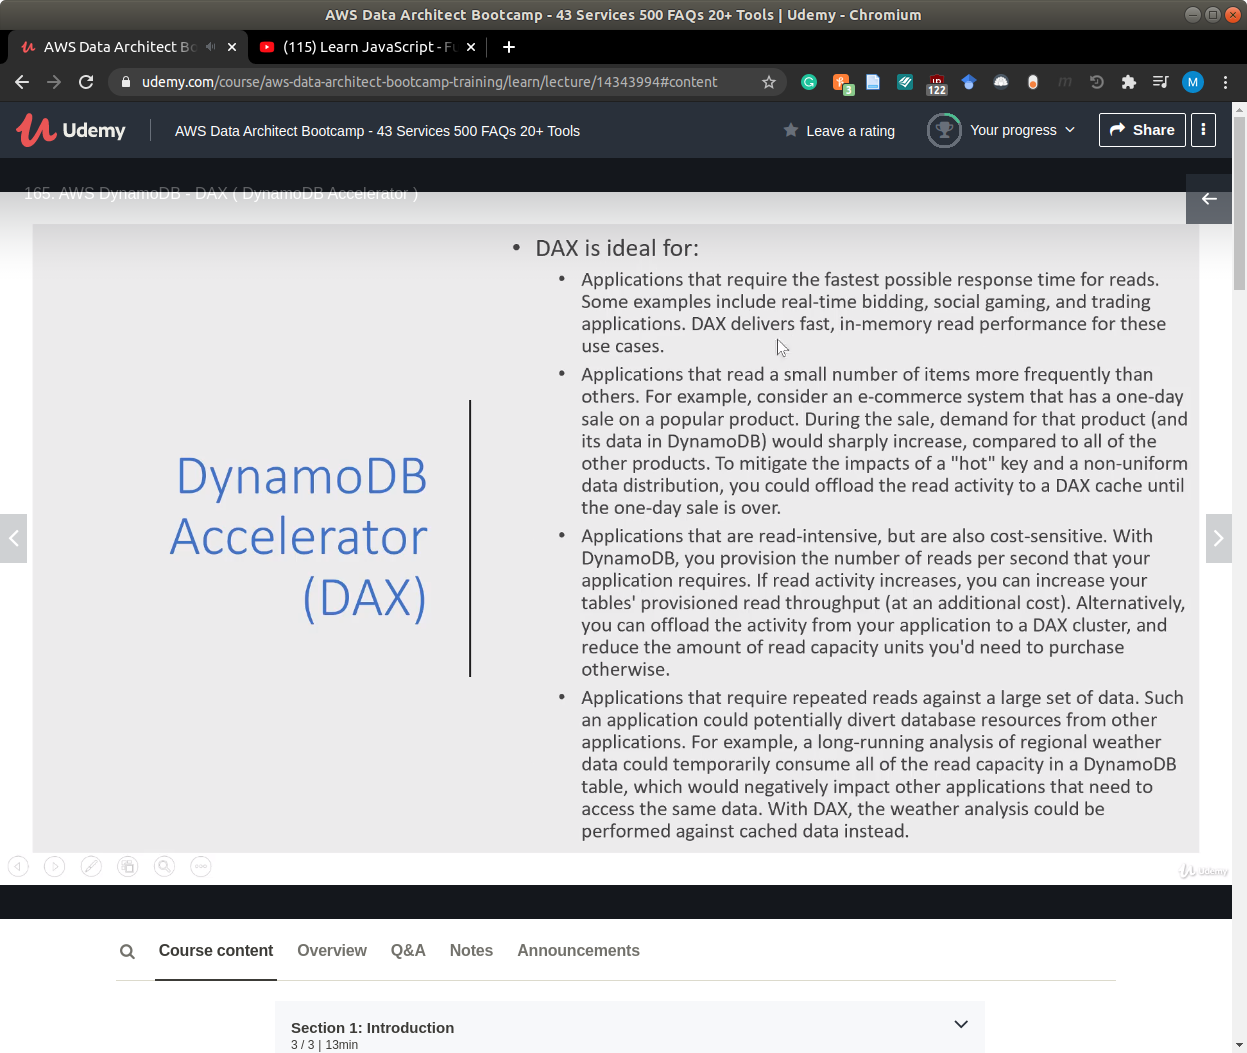 AWS Data Architect Bootcamp - 43 Services 500 FAQs 20+ Tools | Udemy - Chromium
AWS Data Architect Bo
(115) Learn JavaScript - Fu
udemy.com/course/aws-data-architect-bootcamp-training/learn/lecture/14343994#content
3
122
m
M
Udemy
AWS Data Architect Bootcamp - 43 Services 500 FAQs 20+ Tools
Leave a rating
Your progress
Share
165. AWS DynamoDB - DAX ( DynamoDB Accelerator )
DynamoDB
Accelerator
(DAX)
• DAX is ideal for:
• Applications that require the fastest possible response time for reads.
Some examples include real-time bidding, social gaming, and trading
applications. DAX delivers fast, in-memory read performance for these
use cases.
• Applications that read a small number of items more frequently than
others. For example, consider an e-commerce system that has a one-day
sale on a popular product. During the sale, demand for that product (and
its data in DynamoDB) would sharply increase, compared to all of the
other products. To mitigate the impacts of a "hot" key and a non-uniform
data distribution, you could offload the read activity to a DAX cache until
the one-day sale is over.
• Applications that are read-intensive, but are also cost-sensitive. With
DynamoDB, you provision the number of reads per second that your
application requires. If read activity increases, you can increase your
tables' provisioned read throughput (at an additional cost). Alternatively,
you can offload the activity from your application to a DAX cluster, and
reduce the amount of read capacity units you'd need to purchase
otherwise.
• Applications that require repeated reads against a large set of data. Such
an application could potentially divert database resources from other
applications. For example, a long-running analysis of regional weather
data could temporarily consume all of the read capacity in a DynamoDB
table, which would negatively impact other applications that need to
access the same data. With DAX, the weather analysis could be
performed against cached data instead.
Udemy
Course content
Overview
Q&A
Notes
Announcements
Section 1: Introduction
3 / 3 | 13min